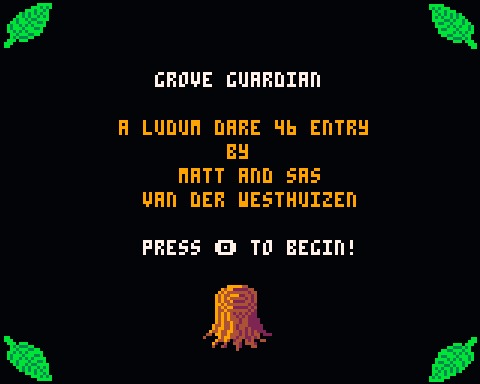 GROVE GUARDIAN
A LUDUM DARE 46 ENTRY
BY
MATT AND SAS
VAN DER WESTHUIZEN
PRESS 🅾️ TO BEGIN!